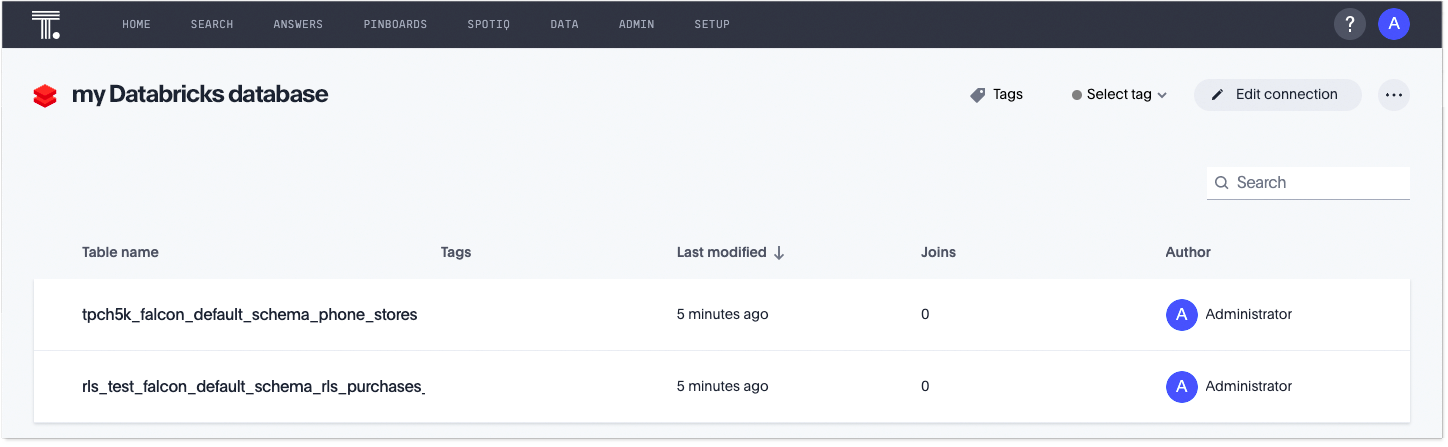 T. HOME SEARCH ANSWERS PINBOARDS SPOTIQ DATA ADMIN SETUP ? A
my Databricks database Tags Select tag Edit connection ...
Search
Table name Tags Last modified Joins Author
tpch5k_falcon_default_schema_phone_stores 5 minutes ago 0 A Administrator
rls_test_falcon_default_schema_rls_purchases_ 5 minutes ago 0 A Administrator